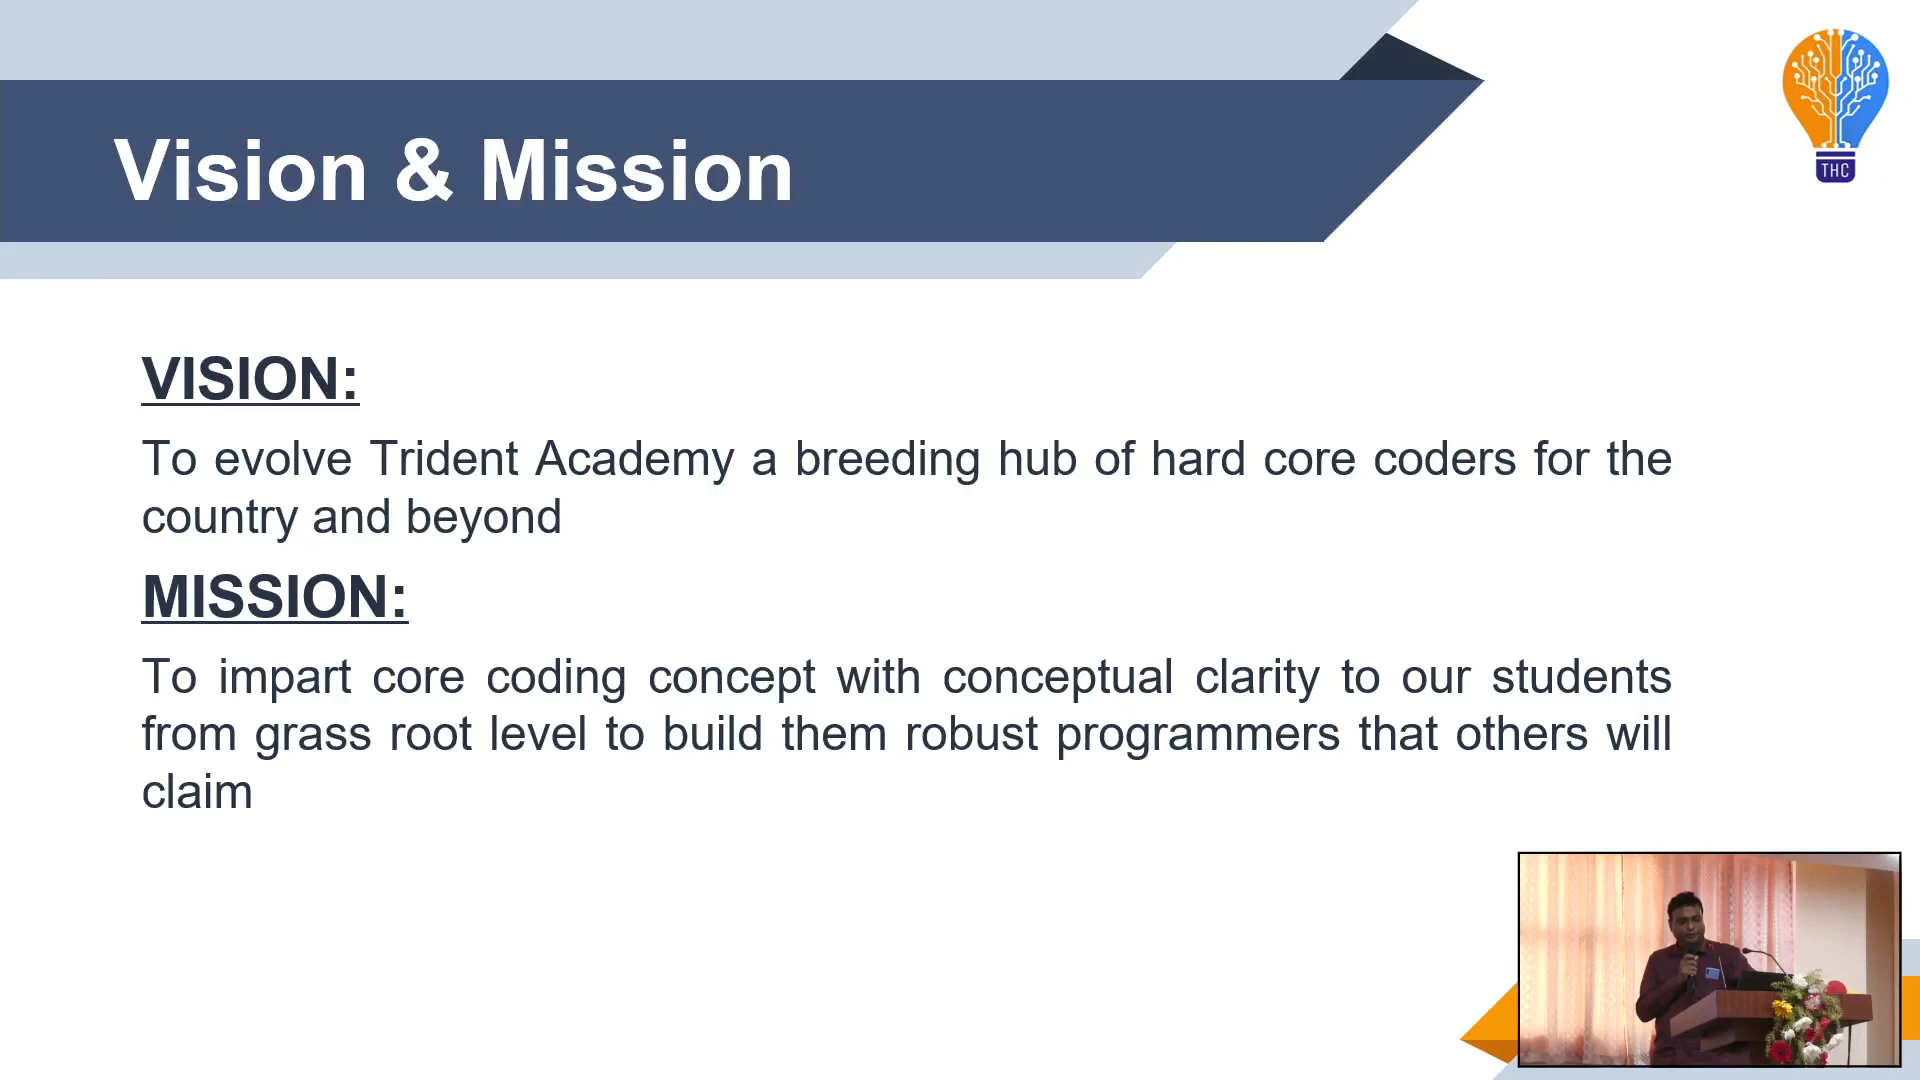 THC
Vision & Mission
VISION:
To evolve Trident Academy a breeding hub of hard core coders for the
country and beyond
MISSION:
To impart core coding concept with conceptual clarity to our students
from grass root level to build them robust programmers that others will
claim